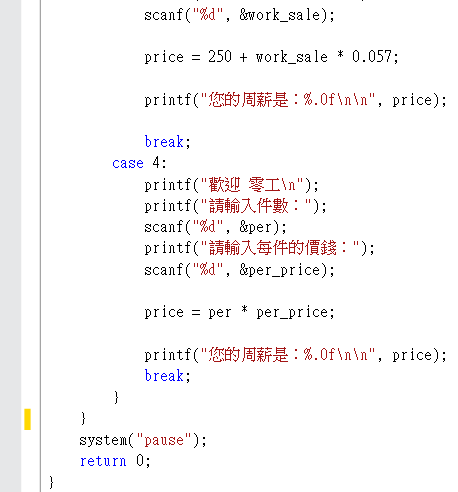 scanf("%d", &work_sale);
price = 250 + work_sale * 0.057;
printf("您的周薪是：%.0f\n\n", price);
break;
case 4:
printf("歡迎 零工\n");
printf("請輸入件數：");
scanf("%d", &per);
printf("請輸入每件的價錢：");
scanf("%d", &per_price);
price = per * per_price;
printf("您的周薪是：%.0f\n\n", price);
break;
}
}
system("pause");
return 0;
}